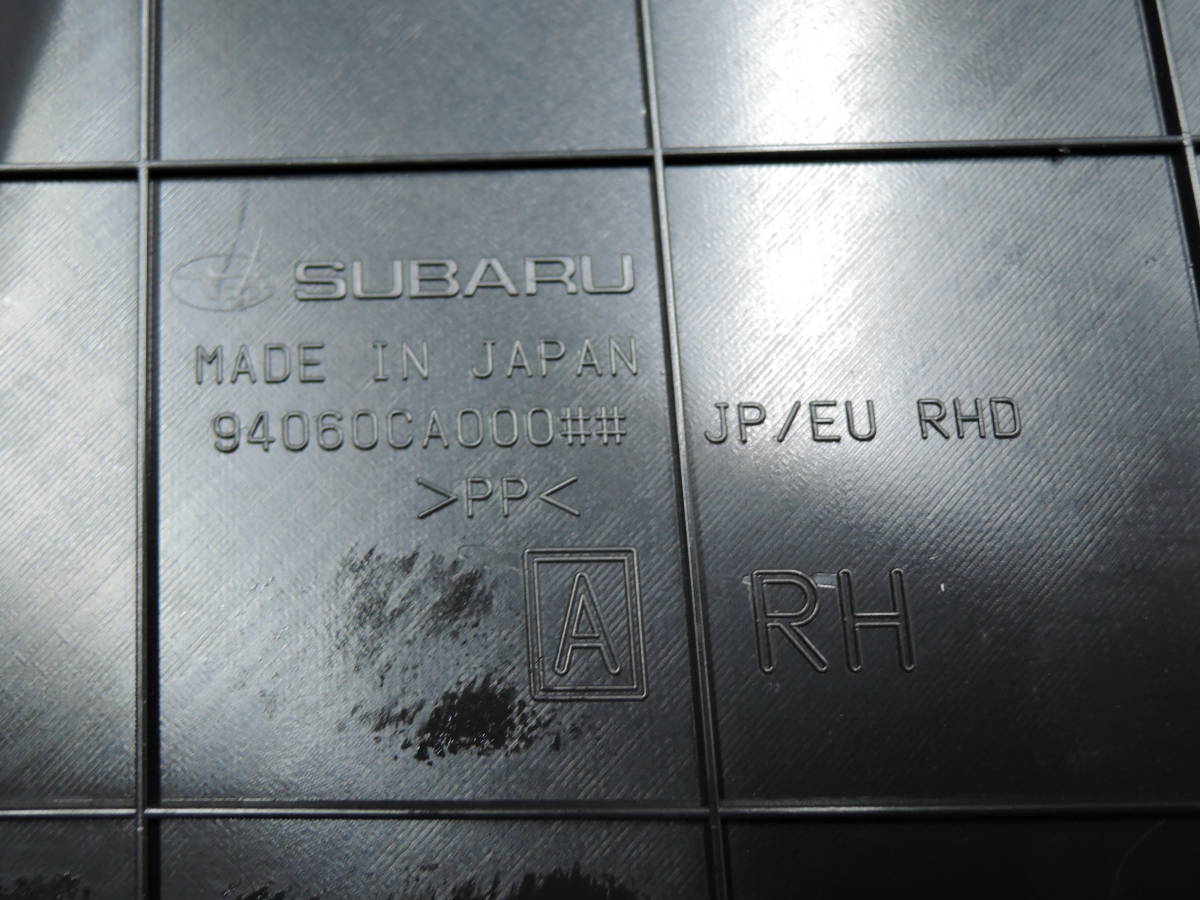 SUBARU
MADE IN JAPAN
94060CA000## JP/EU RHD
>PP<
A RH